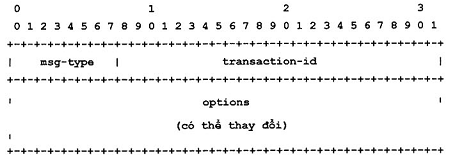 0 1 2 3
0 1 2 3 4 5 6 7 8 9 0 1 2 3 4 5 6 7 8 9 0 1 2 3 4 5 6 7 8 9 0 1
+-+-+-+-+-+-+-+-+-+-+-+-+-+-+-+-+-+-+-+-+-+-+-+-+-+-+-+-+-+-+-+-+
| msg-type | transaction-id |
+-+-+-+-+-+-+-+-+-+-+-+-+-+-+-+-+-+-+-+-+-+-+-+-+-+-+-+-+-+-+-+-+
| options |
(có thể thay đổi)
+-+-+-+-+-+-+-+-+-+-+-+-+-+-+-+-+-+-+-+-+-+-+-+-+-+-+-+-+-+-+-+-+